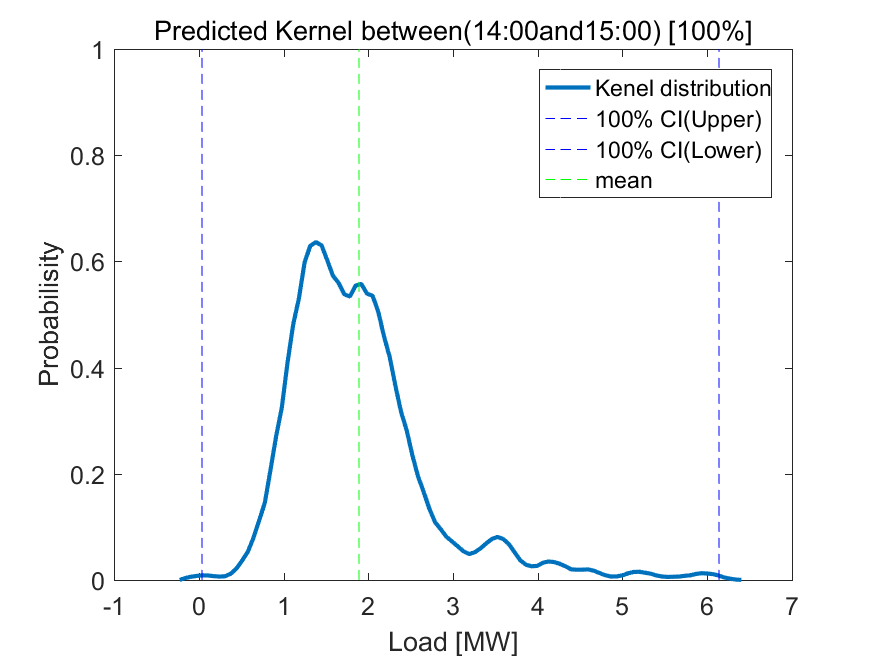 Predicted Kernel between(14:00and15:00) [100%]
1
0.8
0.6
0.4
0.2
0
Probabilisity
Kenel distribution
100% CI(Upper)
100% CI(Lower)
mean
-1 0 1 2 3 4 5 6 7
Load [MW]